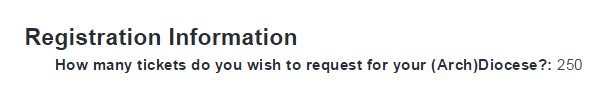 Registration Information
How many tickets do you wish to request for your (Arch)Diocese?: 250